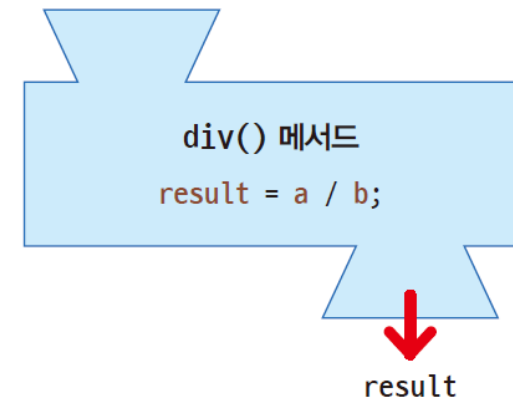 div() 메서드
result = a / b;
result